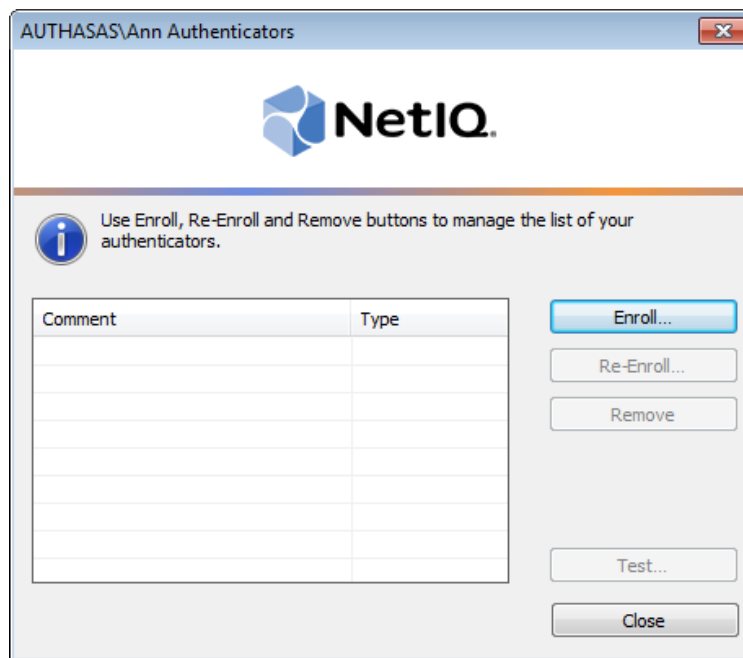 AUTHASAS\Ann Authenticators
NetIQ.
Use Enroll, Re-Enroll and Remove buttons to manage the list of your
authenticators.
Comment Type
Enroll...
Re-Enroll...
Remove
Test...
Close